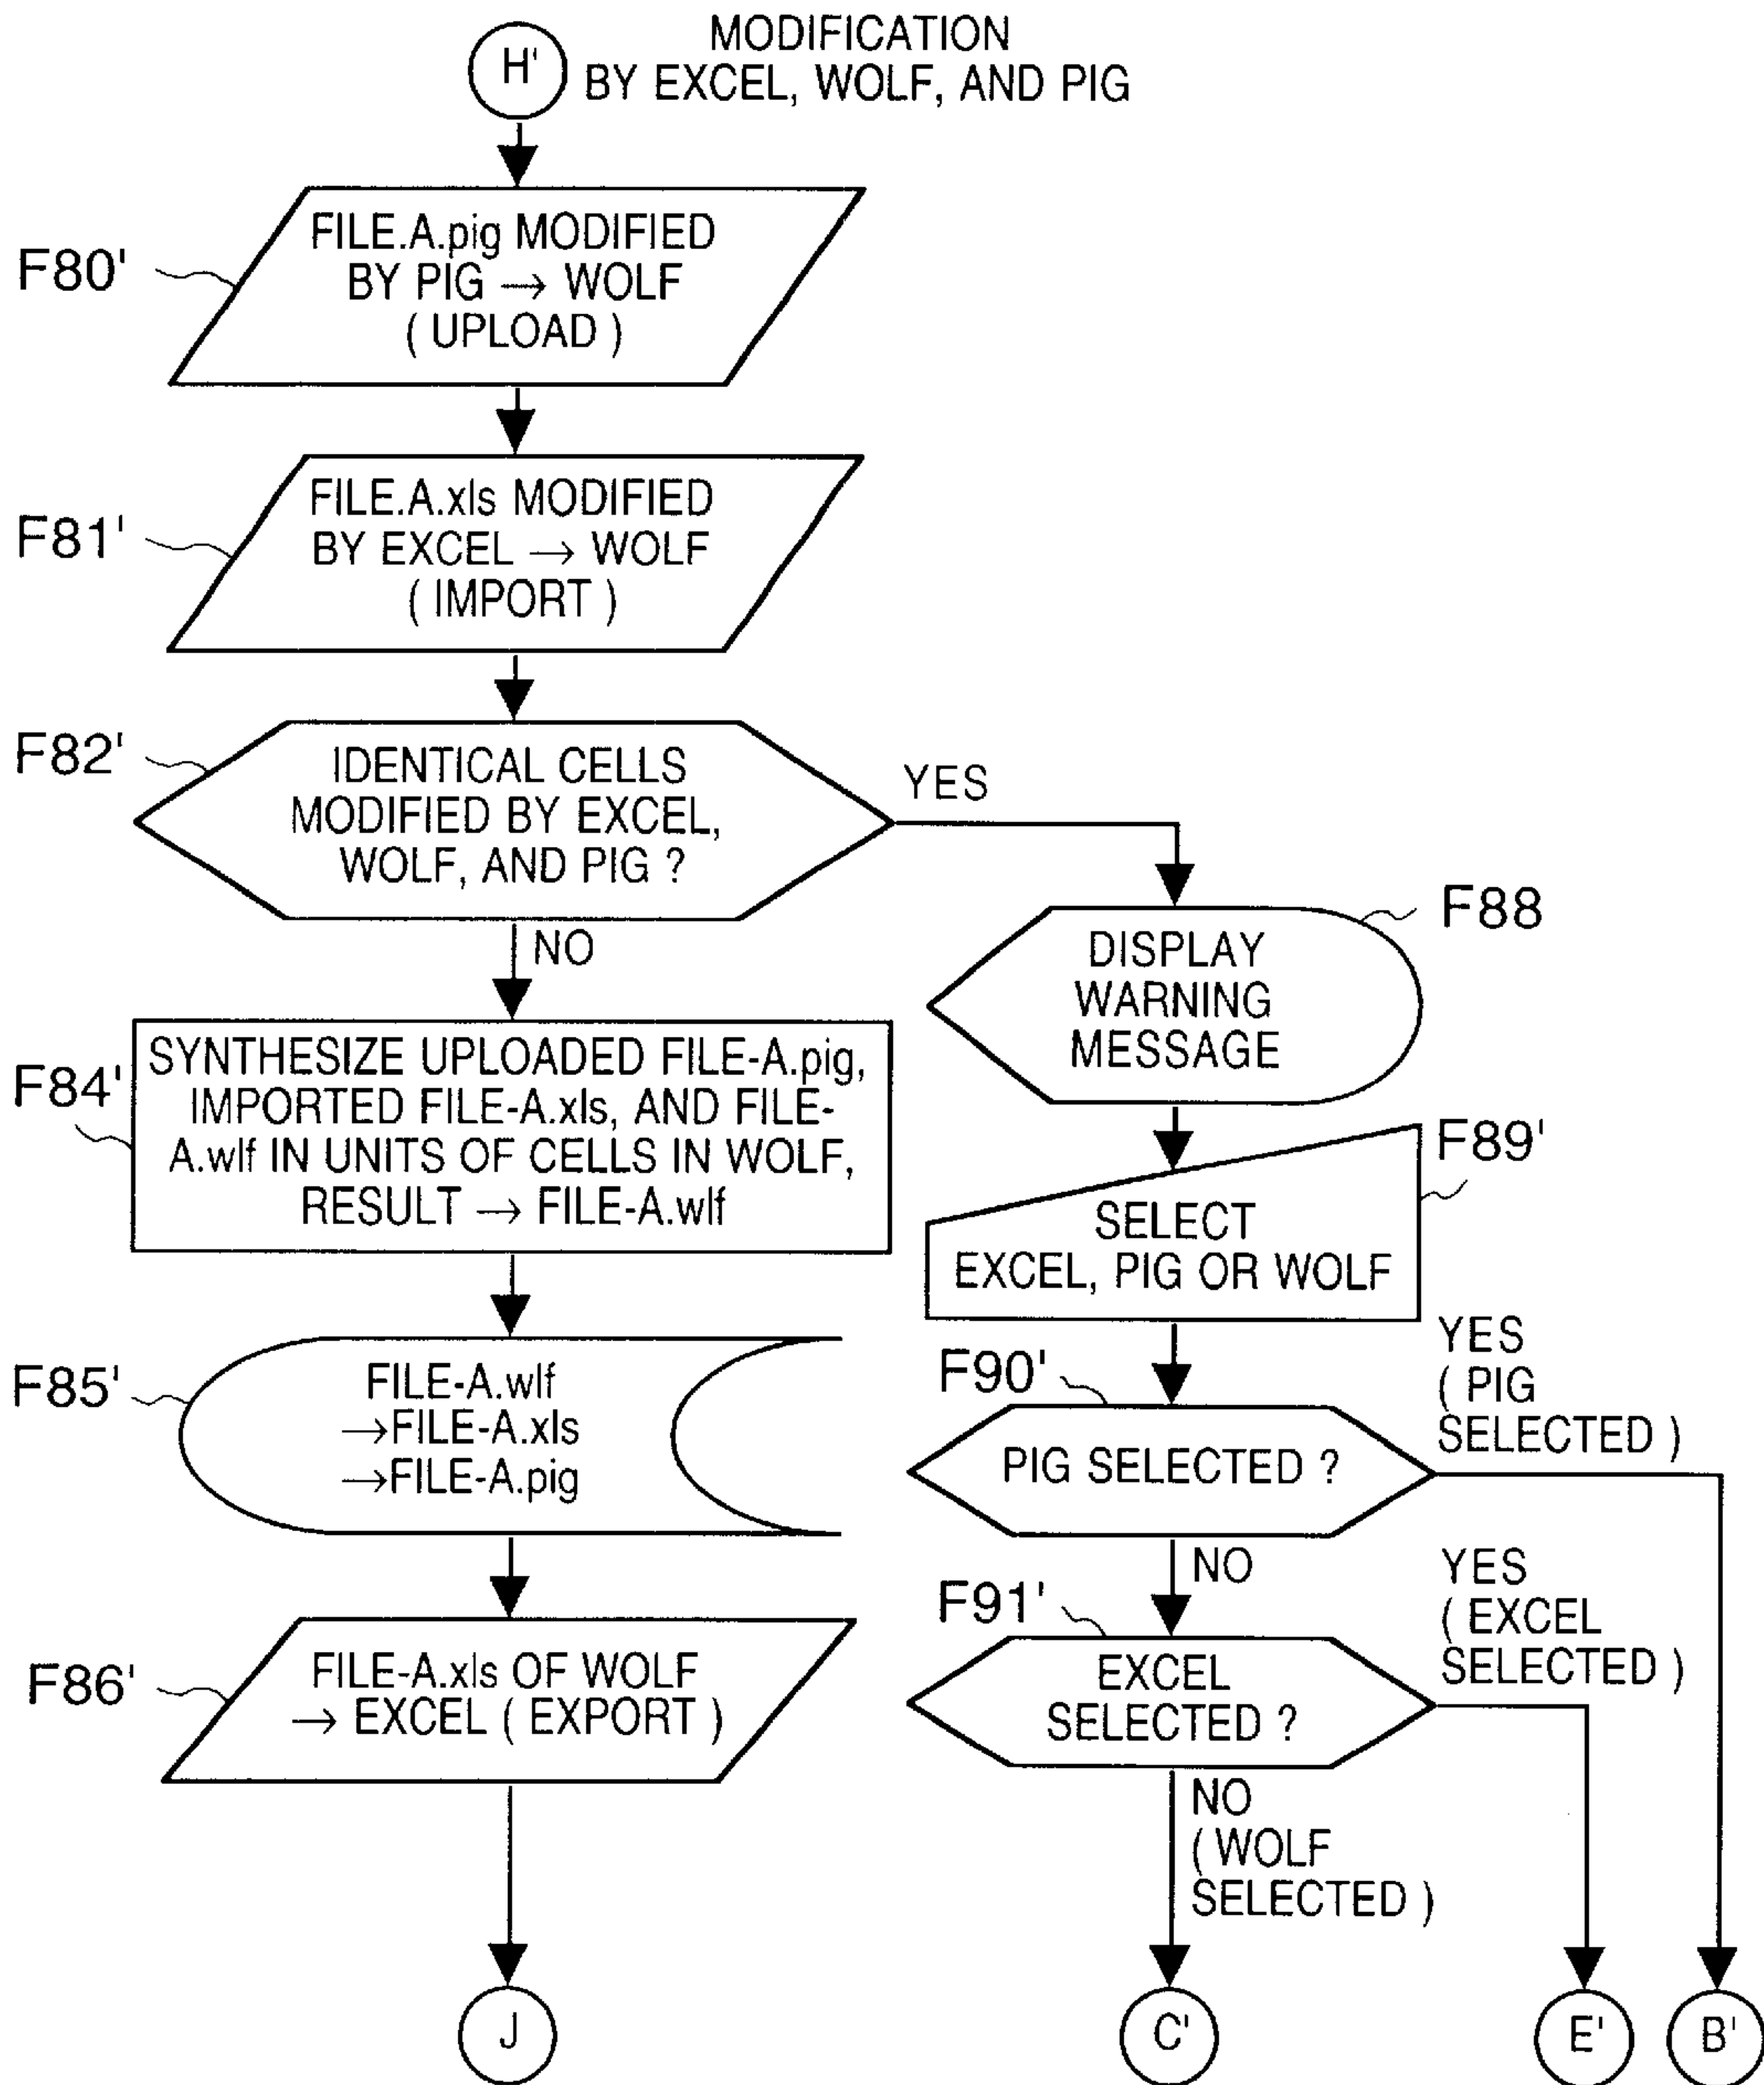 H'
MODIFICATION
BY EXCEL, WOLF, AND PIG
F80'
FILE.A.pig MODIFIED
BY PIG → WOLF
( UPLOAD )
F81'
FILE.A.xls MODIFIED
BY EXCEL → WOLF
( IMPORT )
F82'
IDENTICAL CELLS
MODIFIED BY EXCEL,
WOLF, AND PIG ?
YES
NO
F84'
SYNTHESIZE UPLOADED FILE-A.pig,
IMPORTED FILE-A.xls, AND FILE-
A.wlf IN UNITS OF CELLS IN WOLF,
RESULT → FILE-A.wlf
F85'
FILE-A.wlf
→FILE-A.xls
→FILE-A.pig
F86'
FILE-A.xls OF WOLF
→ EXCEL ( EXPORT )
J
F88
DISPLAY
WARNING
MESSAGE
F89'
SELECT
EXCEL, PIG OR WOLF
F90'
PIG SELECTED ?
YES
( PIG
SELECTED )
NO
F91'
EXCEL
SELECTED ?
YES
( EXCEL
SELECTED )
NO
( WOLF
SELECTED )
C'
E'
B'